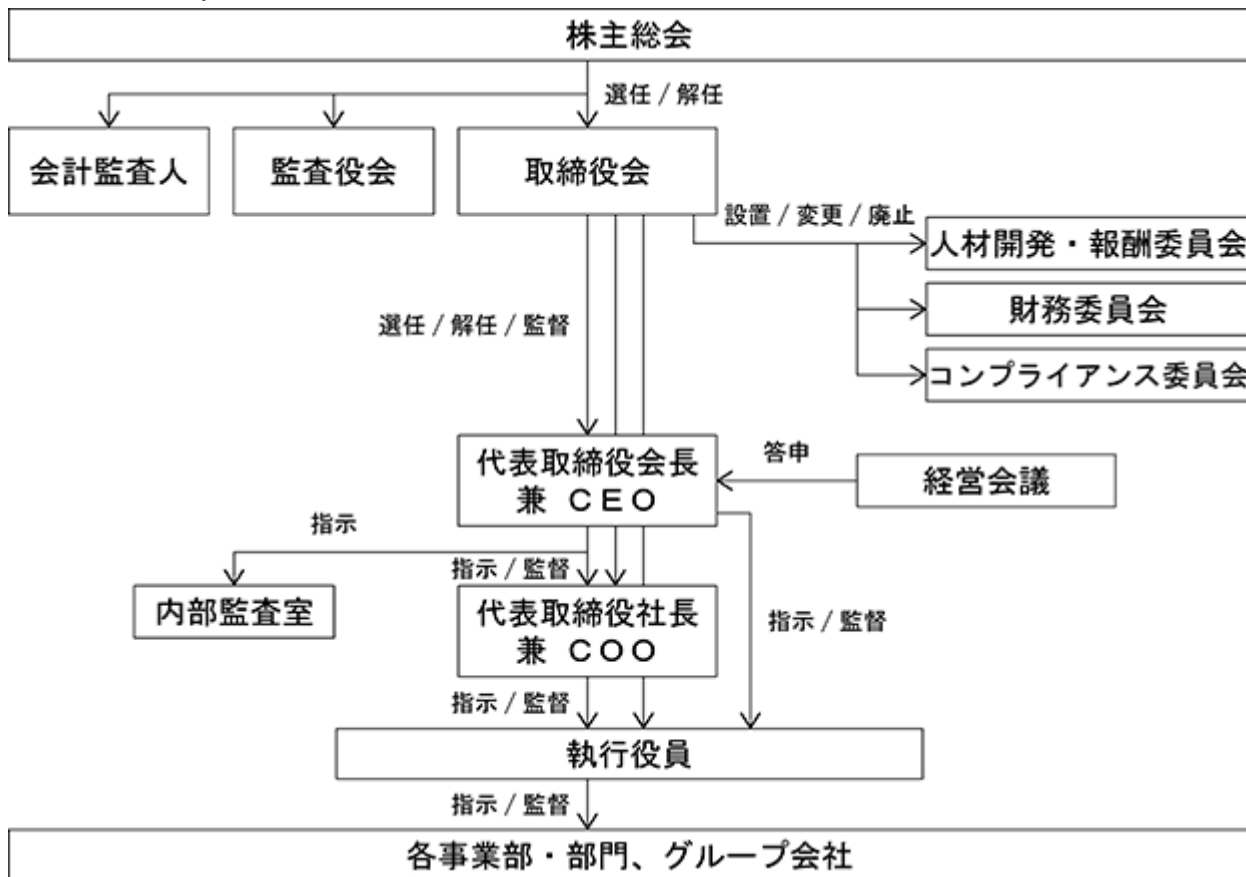 株主総会
選任 / 解任
会計監査人
監査役会
取締役会
設置 / 変更 / 廃止
人材開発・報酬委員会
財務委員会
選任 / 解任 / 監督
コンプライアンス委員会
代表取締役会長
兼 CEO
答申
経営会議
指示
指示 / 監督
内部監査室
代表取締役社長
兼 COO
指示 / 監督
指示 / 監督
執行役員
指示 / 監督
各事業部・部門、グループ会社